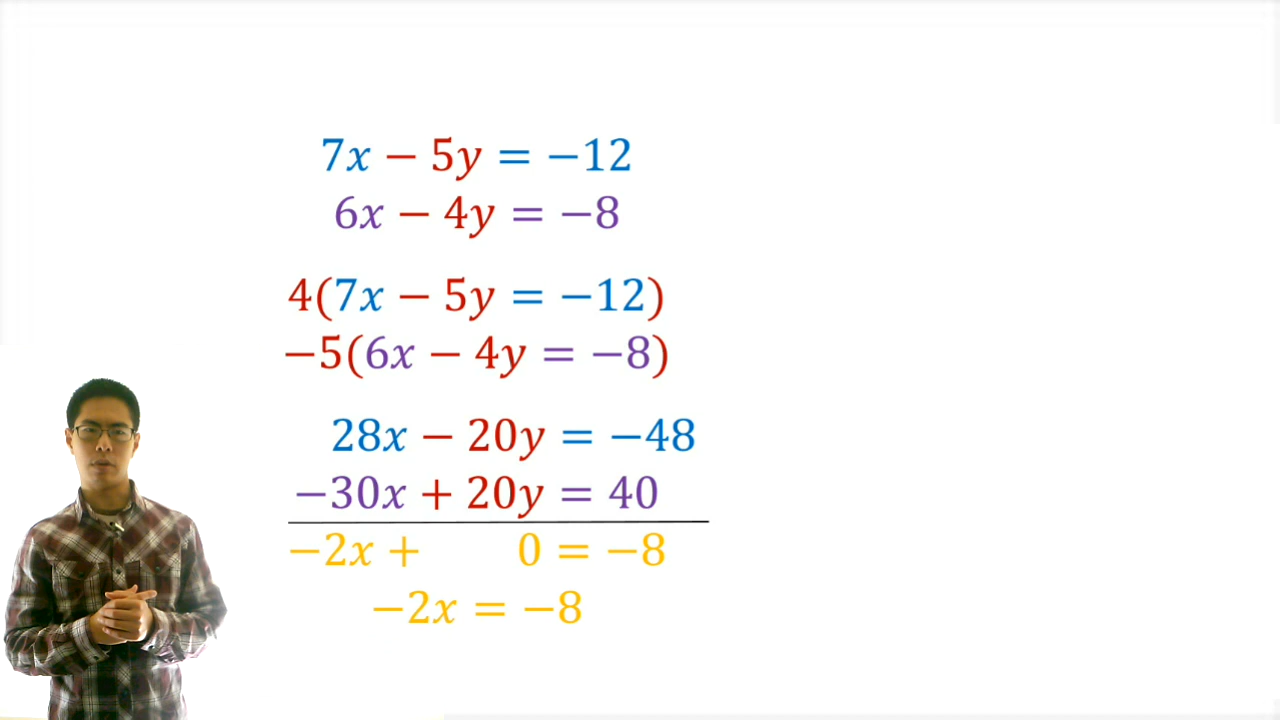 7x − 5y = −12
6x − 4y = −8
4(7x − 5y = −12)
−5(6x − 4y = −8)
28x − 20y = −48
−30x + 20y = 40
−2x + 0 = −8
−2x = −8